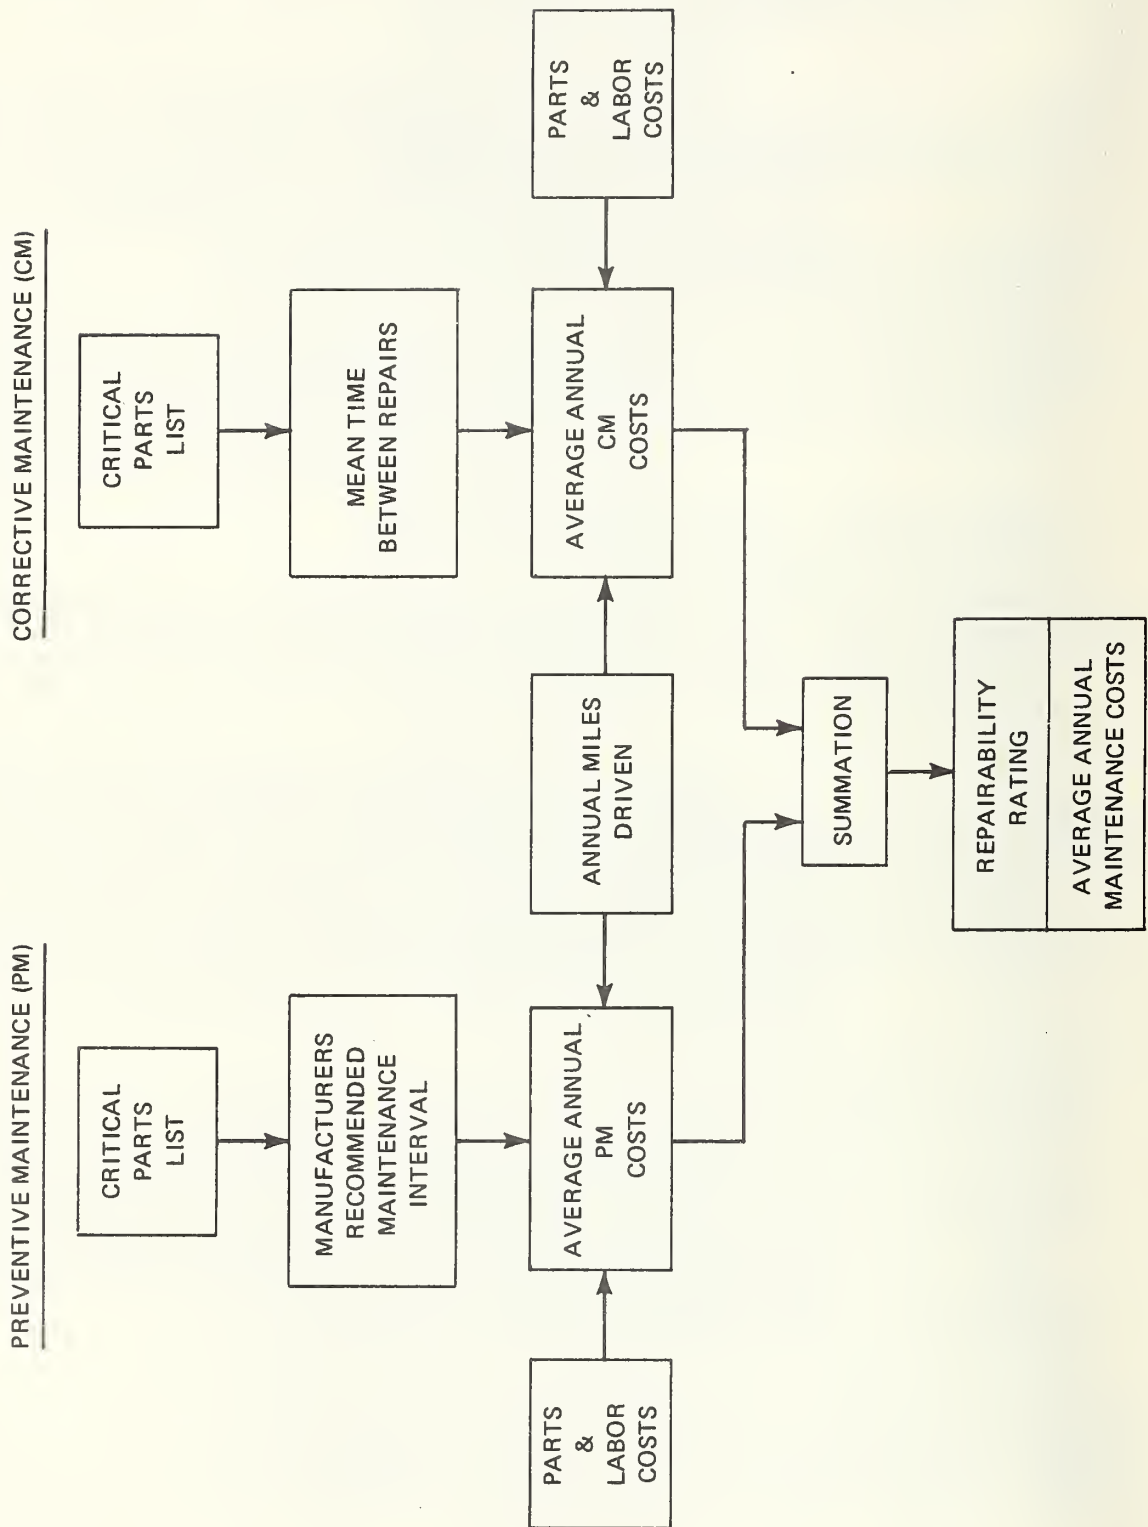 PREVENTIVE MAINTENANCE (PM)
CORRECTIVE MAINTENANCE (CM)
CRITICAL
PARTS
LIST
CRITICAL
PARTS
LIST
MANUFACTURERS
RECOMMENDED
MAINTENANCE
INTERVAL
MEAN TIME
BETWEEN REPAIRS
PARTS
&
LABOR
COSTS
AVERAGE ANNUAL
PM
COSTS
ANNUAL MILES
DRIVEN
AVERAGE ANNUAL
CM
COSTS
PARTS
&
LABOR
COSTS
SUMMATION
REPAIRABILITY
RATING
AVERAGE ANNUAL
MAINTENANCE COSTS